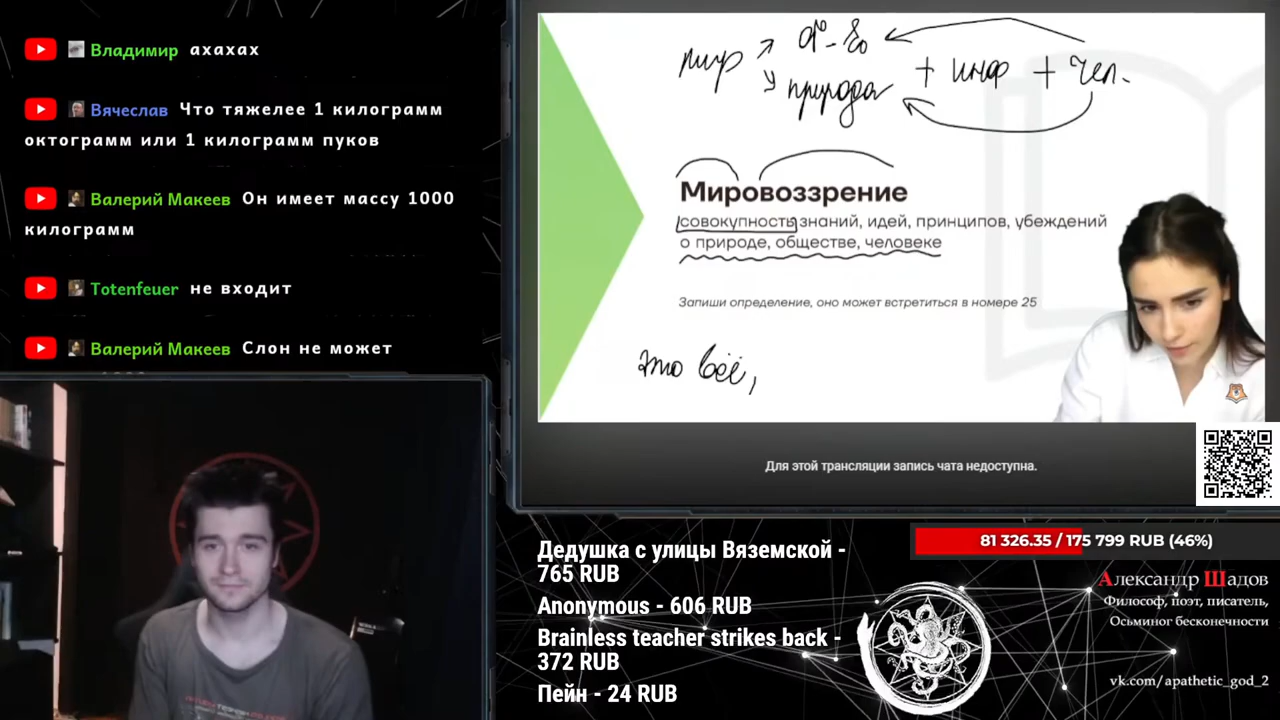 Владимир ахахах
Вячеслав Что тяжелее 1 килограмм
октограмм или 1 килограмм пуков
Валерий Макеев Он имеет массу 1000
килограмм
Totenfeuer не входит
Валерий Макеев Слон не может
мир
природа
+ инф + чел.
Мировоззрение
совокупность знаний, идей, принципов, убеждений
о природе, обществе, человеке
Запиши определение, оно может встретиться в номере 25
это всё,
Для этой трансляции запись чата недоступна.
81 326.35 / 175 799 RUB (46%)
Дедушка с улицы Вяземской -
765 RUB
Anonymous - 606 RUB
Brainless teacher strikes back -
372 RUB
Пейн - 24 RUB
Александр Шадов
Философ, поэт, писатель,
Осьминог бесконечности
vk.com/apathetic_god_2